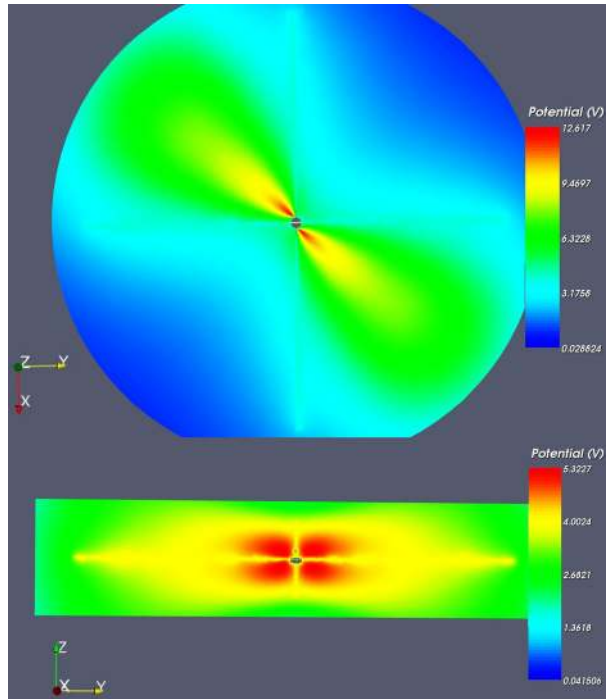 Potential (V)
12.617
9.4697
6.3228
3.1758
0.028824
Z
Y
X
Potential (V)
5.3227
4.0024
2.6821
1.3618
0.041506
Z
X
Y